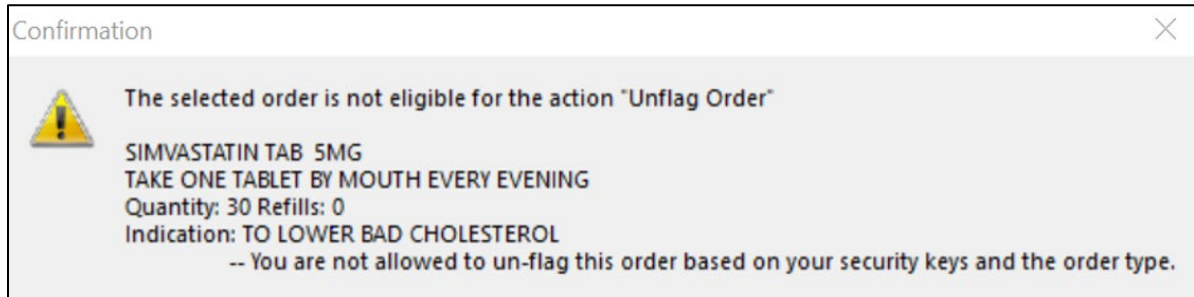 Confirmation
The selected order is not eligible for the action "Unflag Order"
SIMVASTATIN TAB 5MG
TAKE ONE TABLET BY MOUTH EVERY EVENING
Quantity: 30 Refills: 0
Indication: TO LOWER BAD CHOLESTEROL
-- You are not allowed to un-flag this order based on your security keys and the order type.